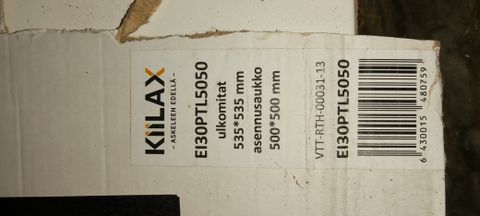 KIILAX
- ASKELEEN EDELLÄ -
EI30PTL5050
ulkomitat
535*535 mm
asennusaukko
500*500 mm
VTT-RTH-00031-13
EI30PTL5050
6 430015 480759